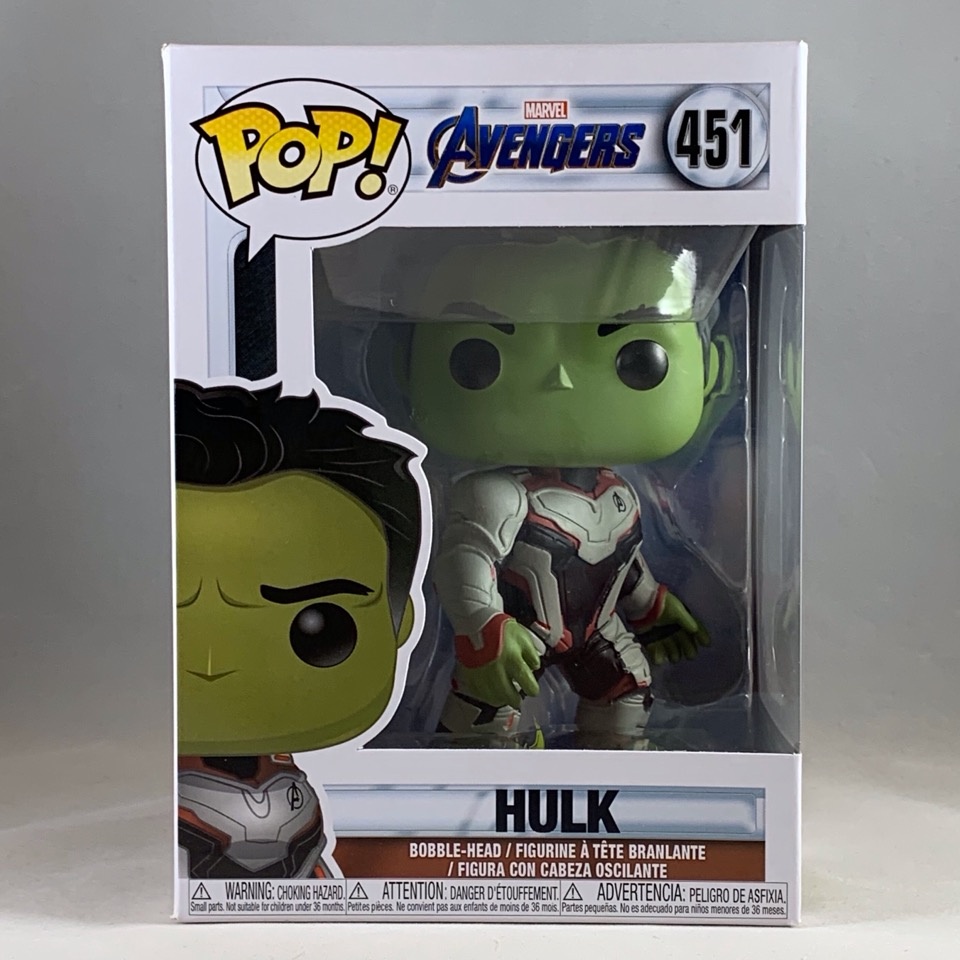 POP!®
MARVEL
AVENGERS
451
HULK
BOBBLE-HEAD / FIGURINE À TÊTE BRANLANTE
/ FIGURA CON CABEZA OSCILANTE
⚠ WARNING: CHOKING HAZARD.
Small parts. Not suitable for children under 36 months.
⚠ ATTENTION: DANGER D'ÉTOUFFEMENT.
Petites pièces. Ne convient pas aux enfants de moins de 36 mois.
⚠ ADVERTENCIA: PELIGRO DE ASFIXIA.
Partes pequeñas. No es adecuado para niños menores de 36 meses.